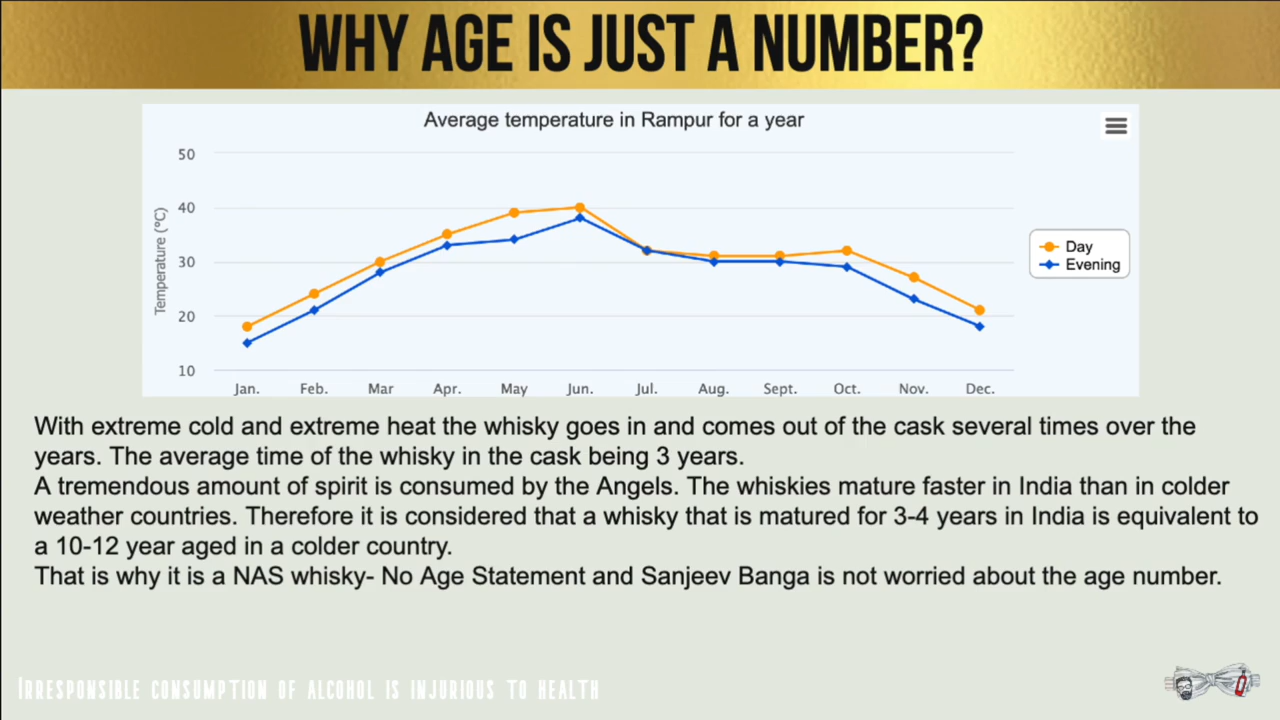 WHY AGE IS JUST A NUMBER?
Average temperature in Rampur for a year
Temperature (°C)
50
40
30
20
10
Jan. Feb. Mar Apr. May Jun. Jul. Aug. Sept. Oct. Nov. Dec.
Day
Evening
With extreme cold and extreme heat the whisky goes in and comes out of the cask several times over the
years. The average time of the whisky in the cask being 3 years.
A tremendous amount of spirit is consumed by the Angels. The whiskies mature faster in India than in colder
weather countries. Therefore it is considered that a whisky that is matured for 3-4 years in India is equivalent to
a 10-12 year aged in a colder country.
That is why it is a NAS whisky- No Age Statement and Sanjeev Banga is not worried about the age number.
Irresponsible consumption of alcohol is injurious to health